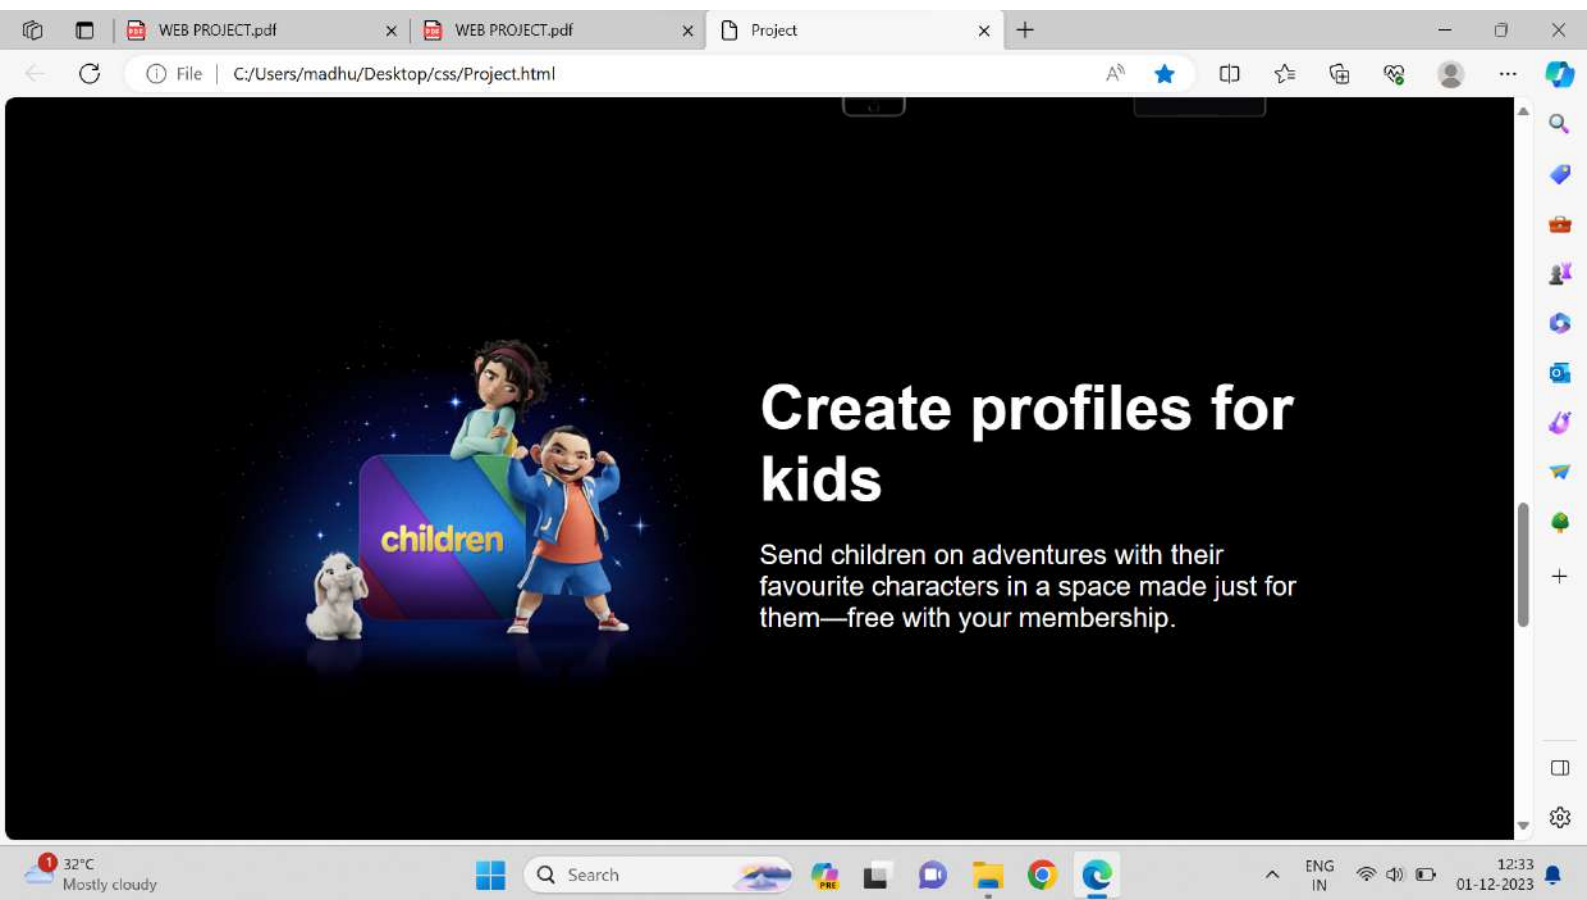 WEB PROJECT.pdf
WEB PROJECT.pdf
Project
File
C:/Users/madhu/Desktop/css/Project.html
children
Create profiles for
kids
Send children on adventures with their
favourite characters in a space made just for
them—free with your membership.
1
32°C
Mostly cloudy
Search
PRE
ENG
IN
12:33
01-12-2023